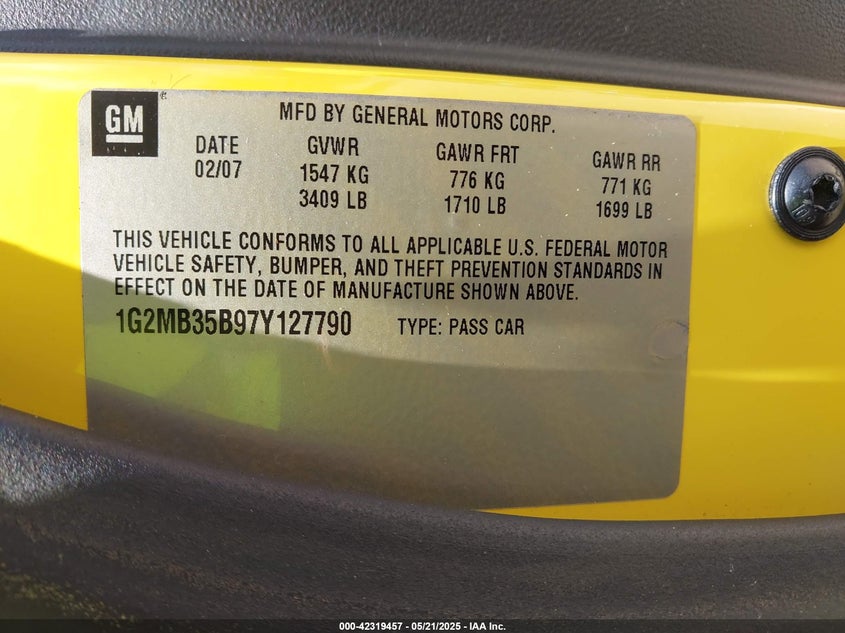 GM
MFD BY GENERAL MOTORS CORP.
DATE GVWR GAWR FRT GAWR RR
02/07 1547 KG 776 KG 771 KG
3409 LB 1710 LB 1699 LB
THIS VEHICLE CONFORMS TO ALL APPLICABLE U.S. FEDERAL MOTOR
VEHICLE SAFETY, BUMPER, AND THEFT PREVENTION STANDARDS IN
EFFECT ON THE DATE OF MANUFACTURE SHOWN ABOVE.
1G2MB35B97Y127790 TYPE: PASS CAR
000-42319457 - 05/21/2025 - IAA Inc.